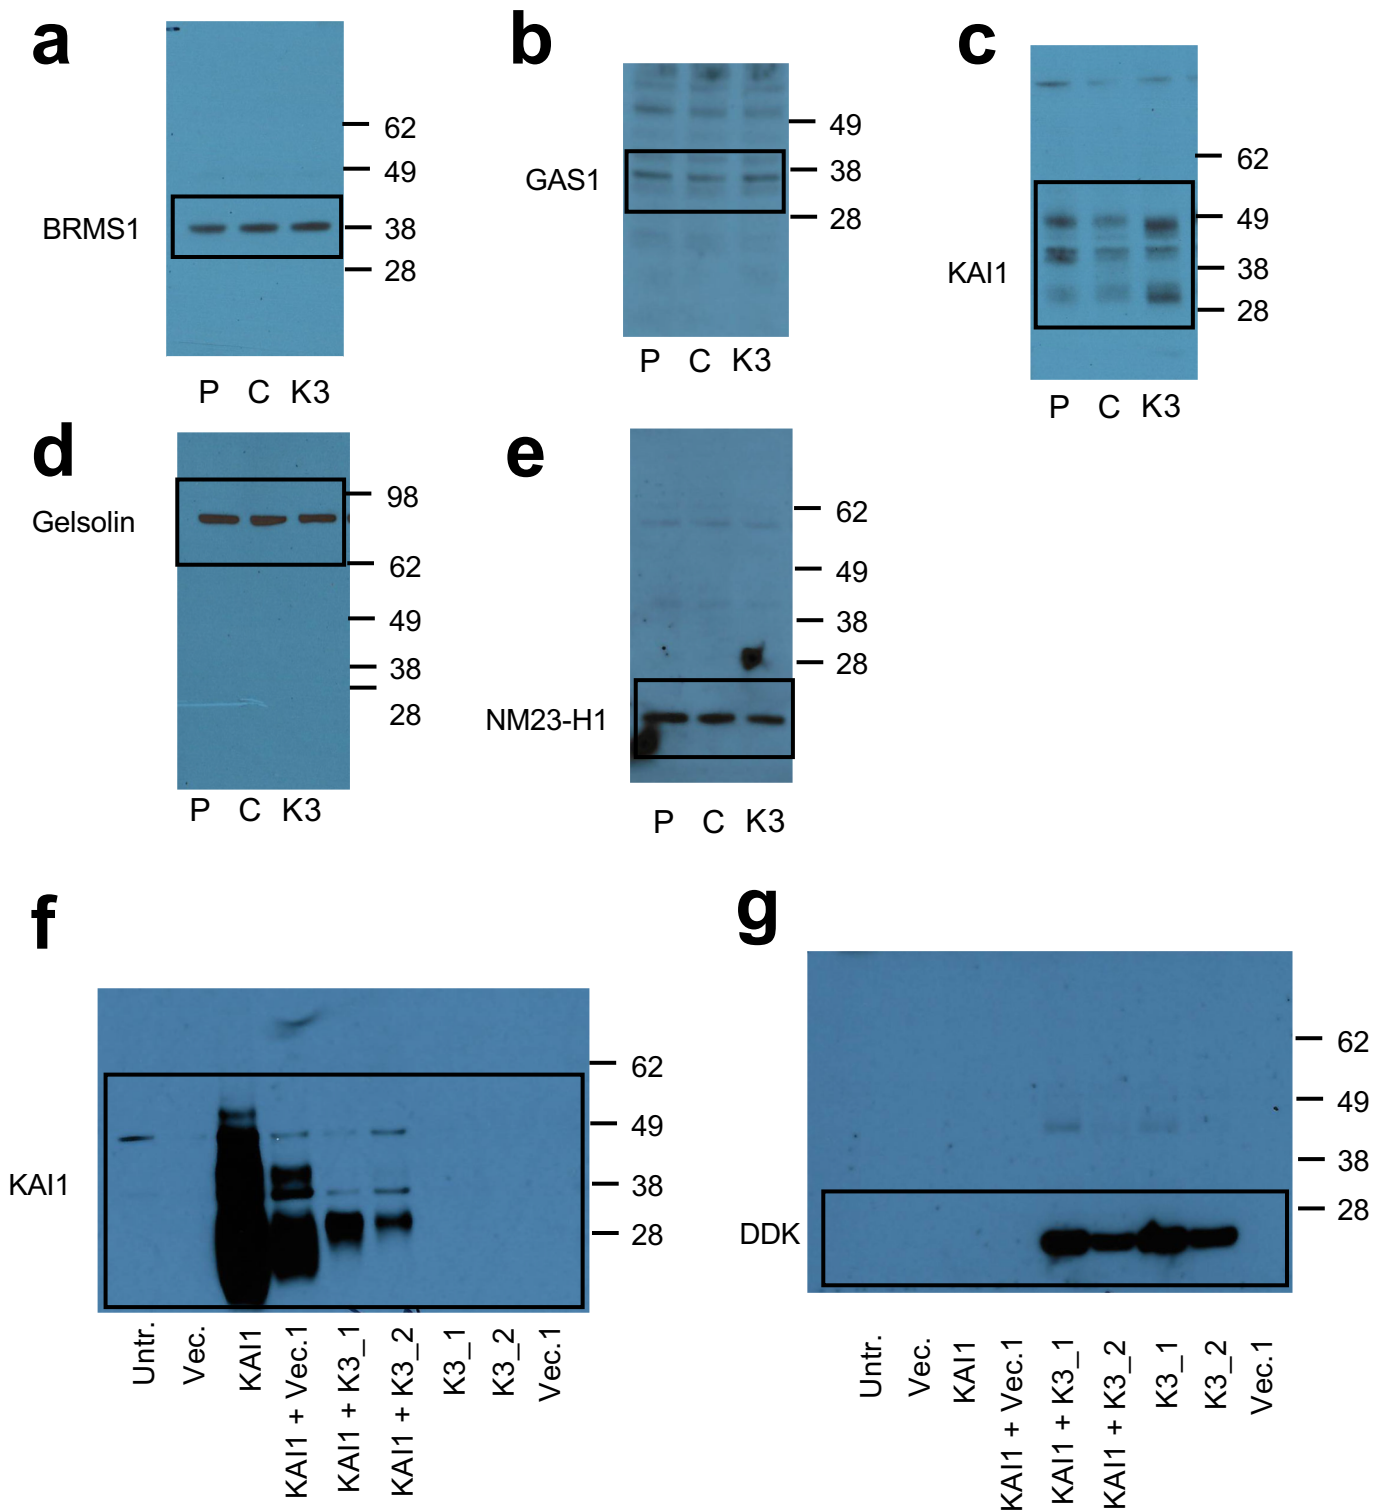 a
62
49
BRMS1
38
28
P C K3
b
49
GAS1
38
28
P C K3
c
62
49
KAI1
38
28
P C K3
d
98
Gelsolin
62
49
38
28
P C K3
e
62
49
38
28
NM23-H1
P C K3
f
62
49
KAI1
38
28
Untr.
Vec.
KAI1
KAI1 + Vec.1
KAI1 + K3_1
KAI1 + K3_2
K3_1
K3_2
Vec.1
g
62
49
38
28
DDK
Untr.
Vec.
KAI1
KAI1 + Vec.1
KAI1 + K3_1
KAI1 + K3_2
K3_1
K3_2
Vec.1